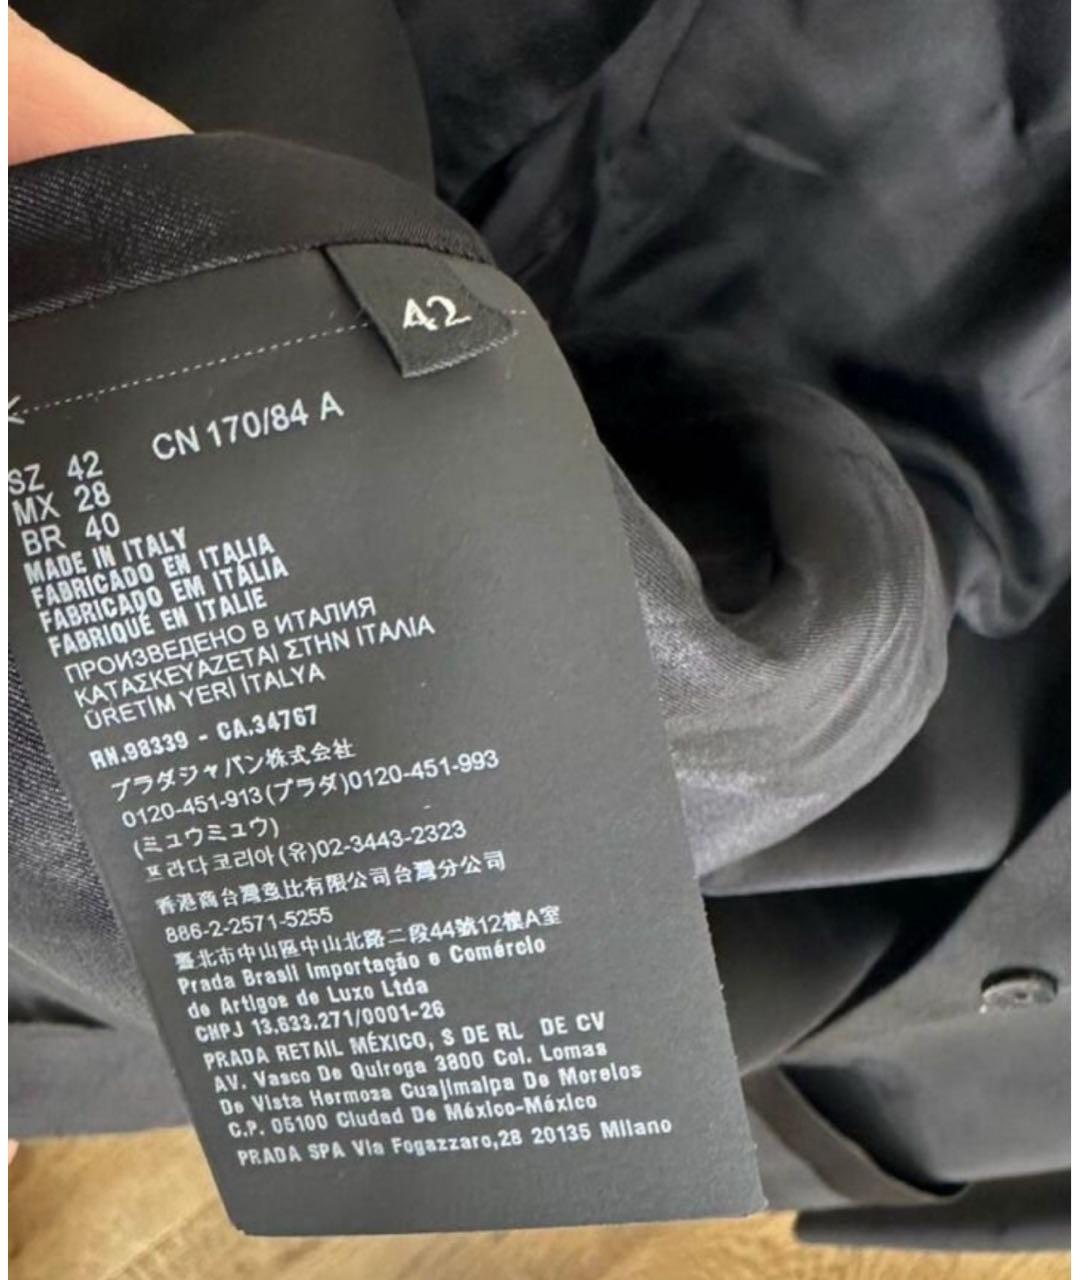 42
CN 170/84 A
SZ 42
MX 28
BR 40
MADE IN ITALY
FABRICADO EN ITALIA
FABRICADO EM ITÁLIA
FABRIQUÉ EN ITALIE
ПРОИЗВЕДЕНО В ИТАЛИЯ
ΚΑΤΑΣΚΕΥΑΖΕΤΑΙ ΣΤΗΝ ΙΤΑΛΙΑ
ÜRETİM YERİ İTALYA
RN.98339 - CA.34767
プラダジャパン株式会社
0120-451-913(プラダ)0120-451-993
(ミュウミュウ)
프라다코리아(유)02-3443-2323
香港商台灣普比有限公司台灣分公司
886-2-2571-5255
臺北市中山區中山北路二段44號12樓A室
Prada Brasil Importação e Comércio
de Artigos de Luxo Ltda
CNPJ 13.633.271/0001-26
PRADA RETAIL MÉXICO, S DE RL DE CV
AV. Vasco De Quiroga 3800 Col. Lomas
De Vista Hermosa Cuajimalpa De Morelos
C.P. 05100 Ciudad De México-México
PRADA SPA Via Fogazzaro,28 20135 Milano